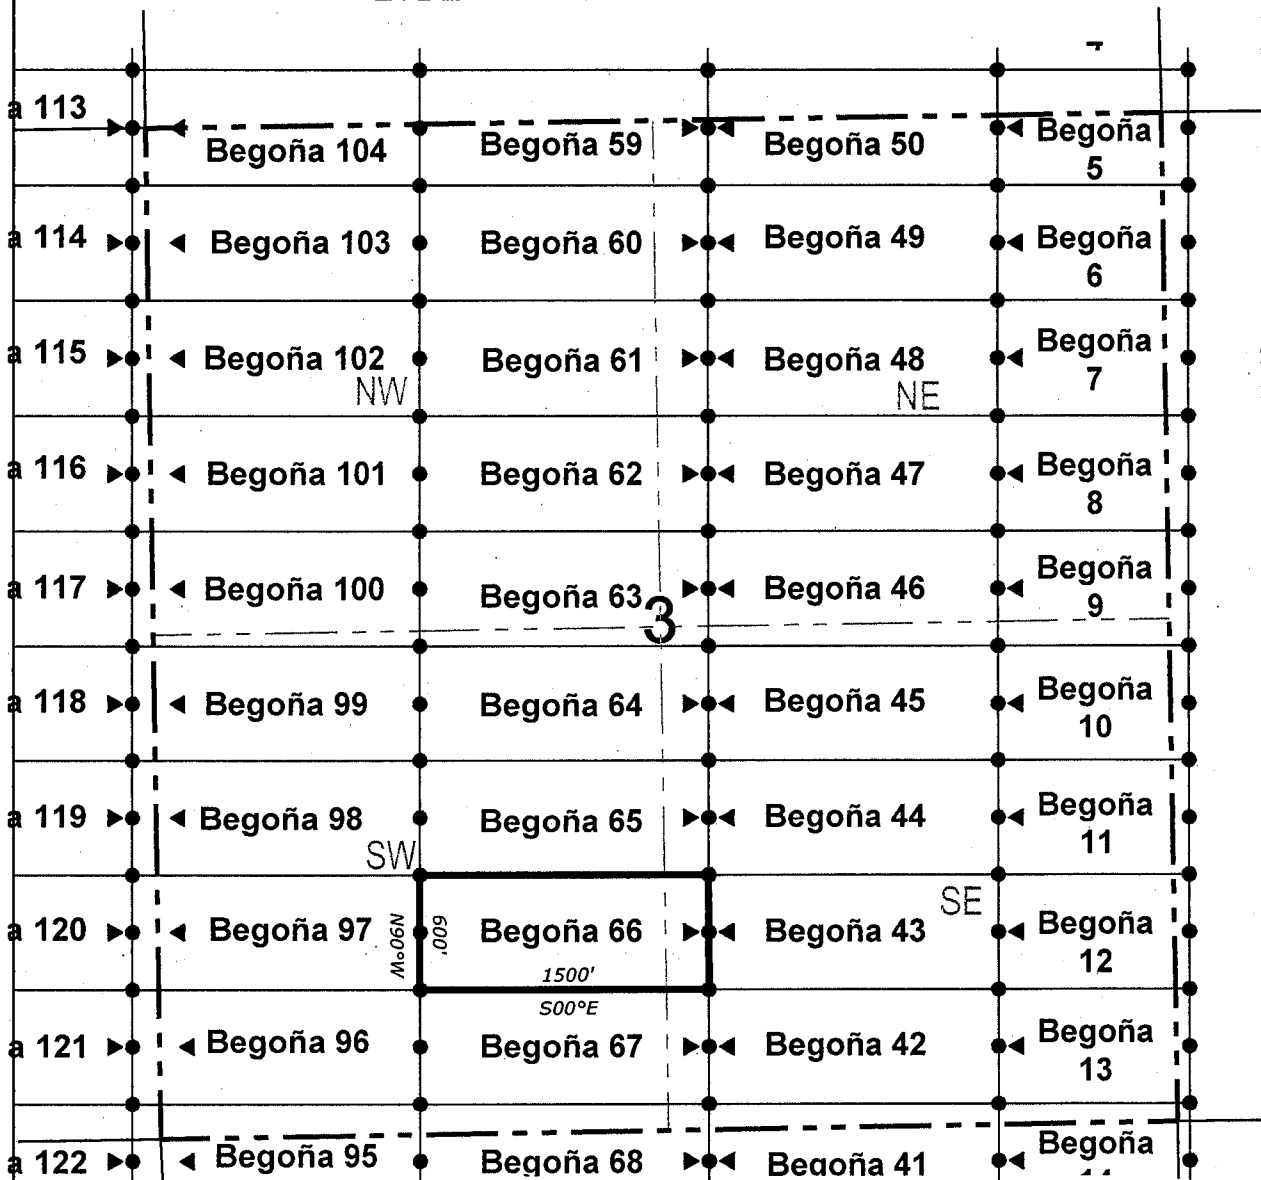 a 113
Begoña 104
Begoña 59
Begoña 50
Begoña
5
a 114
Begoña 103
Begoña 60
Begoña 49
Begoña
6
a 115
Begoña 102
Begoña 61
Begoña 48
Begoña
7
NW
NE
a 116
Begoña 101
Begoña 62
Begoña 47
Begoña
8
a 117
Begoña 100
Begoña 63
Begoña 46
Begoña
9
3
a 118
Begoña 99
Begoña 64
Begoña 45
Begoña
10
a 119
Begoña 98
Begoña 65
Begoña 44
Begoña
11
SW
SE
a 120
Begoña 97
N90°W
600'
Begoña 66
1500'
S00°E
Begoña 43
Begoña
12
a 121
Begoña 96
Begoña 67
Begoña 42
Begoña
13
a 122
Begoña 95
Begoña 68
Begoña 41
Begoña